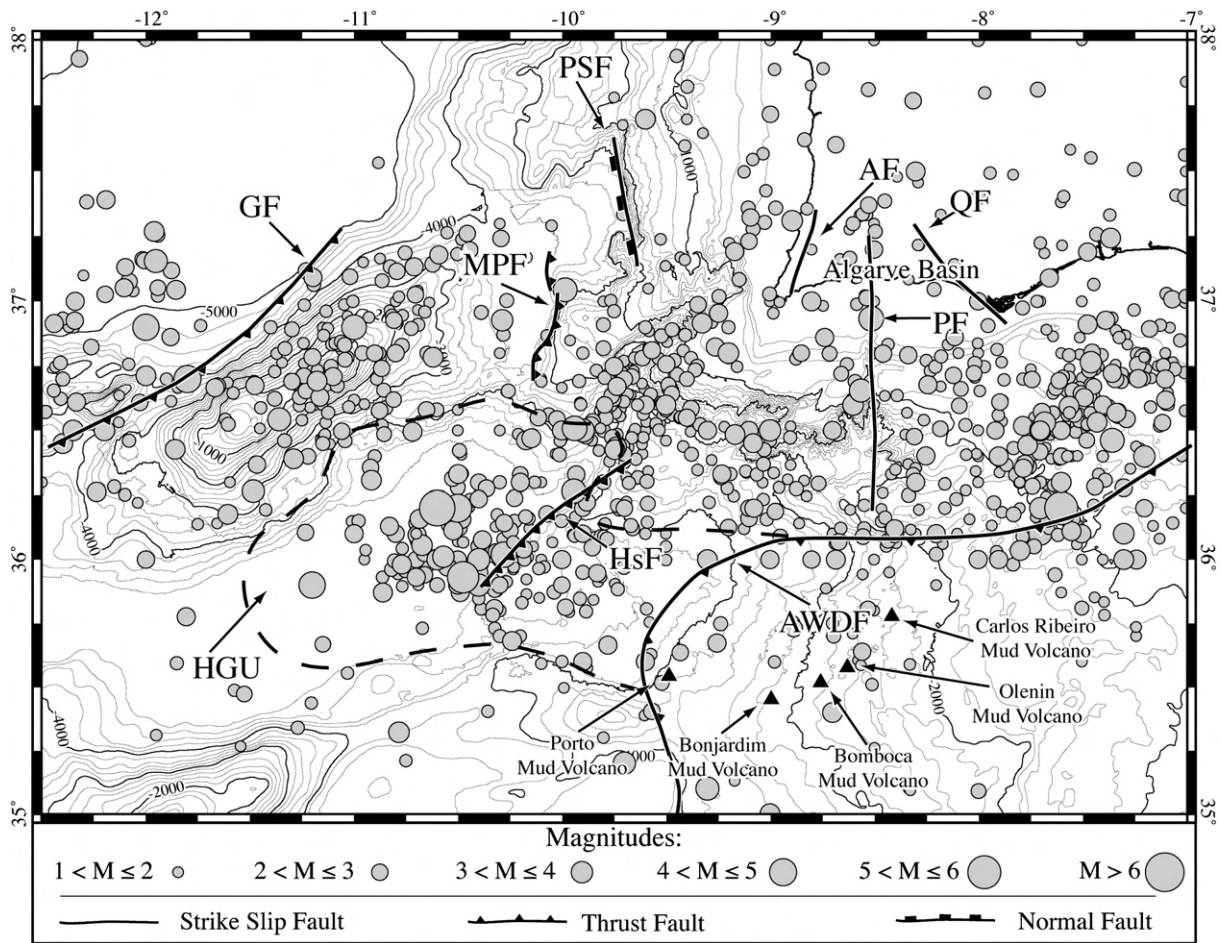 -12° -11° -10° -9° -8° -7°
38° 38°
PSF
1000
AF
QF
GF
-4000
MPF
Algarve Basin
-5000
37° 37°
PF
-1000
-4000
36° 36°
HsF
AWDF
HGU
Carlos Ribeiro
Mud Volcano
Olenin
Mud Volcano
-2000
Porto
Mud Volcano
Bonjardim
Mud Volcano
Bomboca
Mud Volcano
-4000
-2000
35° 35°
Magnitudes:
1 < M ≤ 2 2 < M ≤ 3 3 < M ≤ 4 4 < M ≤ 5 5 < M ≤ 6 M > 6
Strike Slip Fault Thrust Fault Normal Fault